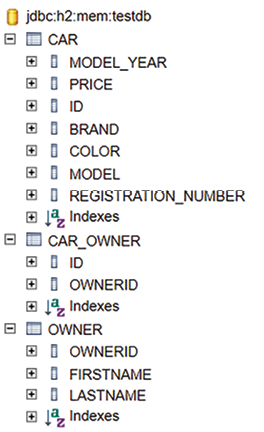 jdbc:h2:mem:testdb
CAR
MODEL_YEAR
PRICE
ID
BRAND
COLOR
MODEL
REGISTRATION_NUMBER
Indexes
CAR_OWNER
ID
OWNERID
Indexes
OWNER
OWNERID
FIRSTNAME
LASTNAME
Indexes